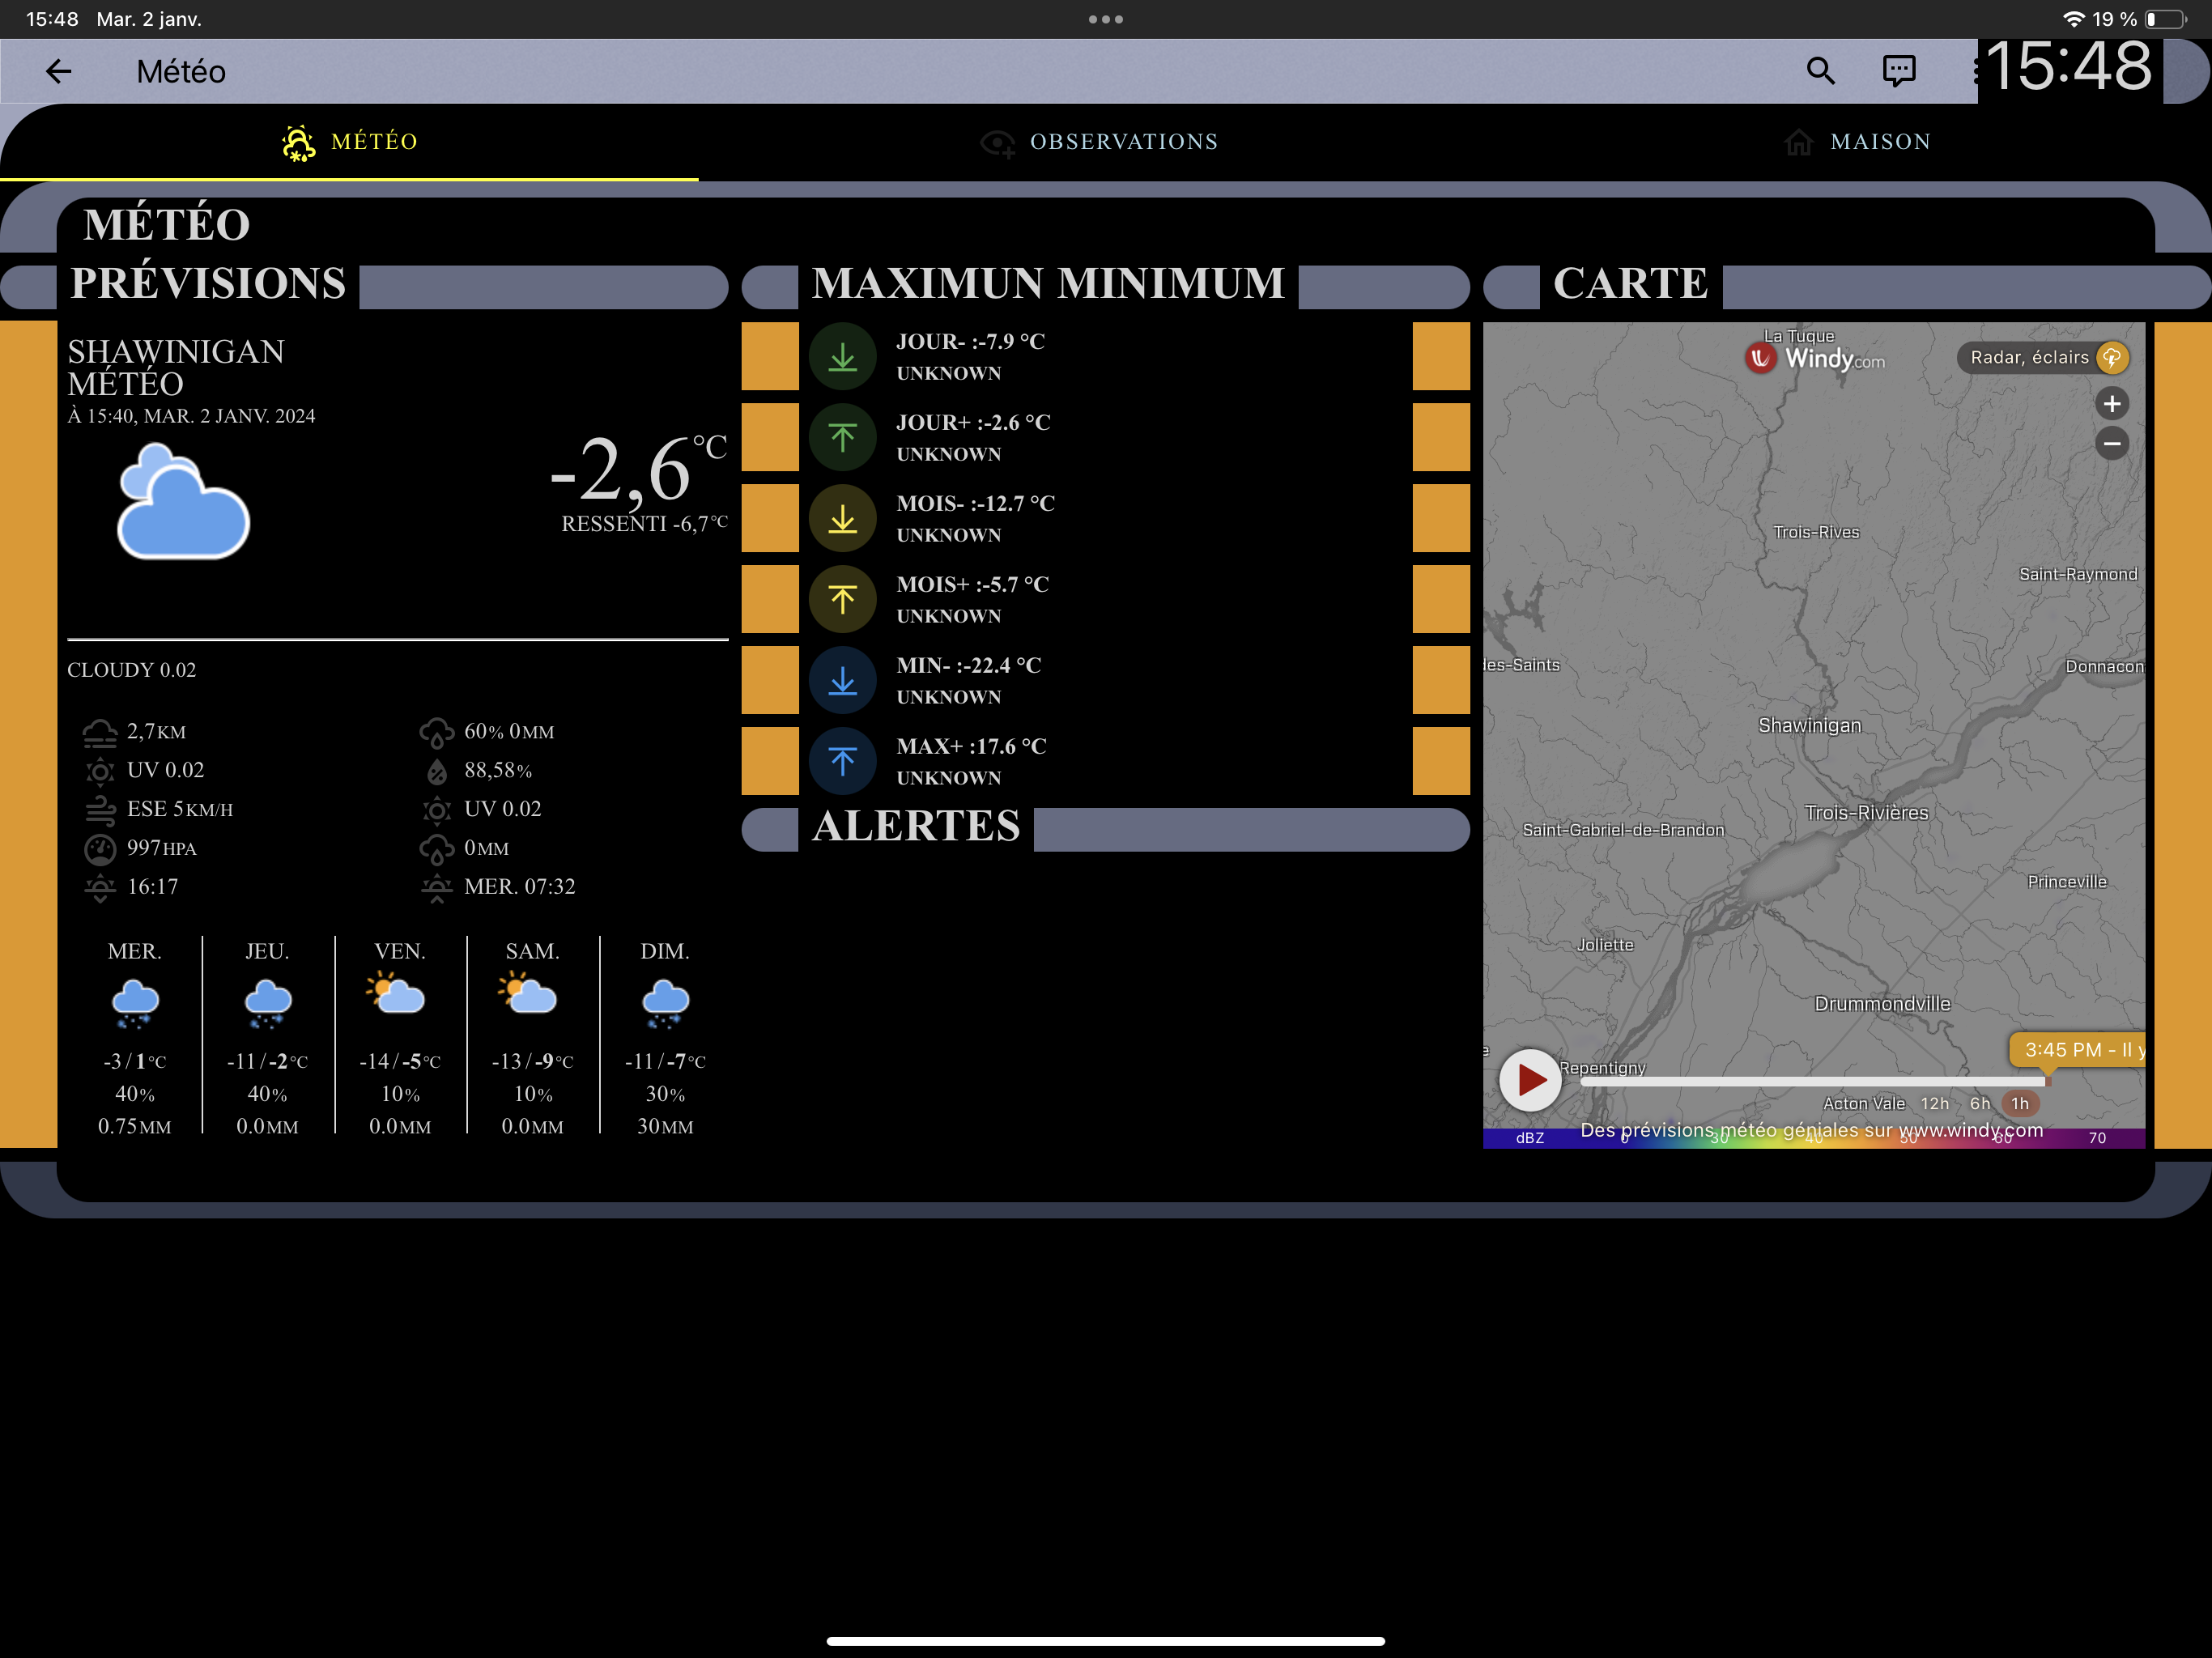 15:48 Mar. 2 janv.
19 %
Météo
15:48
MÉTÉO
OBSERVATIONS
MAISON
MÉTÉO
PRÉVISIONS
SHAWINIGAN
MÉTÉO
À 15:40, MAR. 2 JANV. 2024
-2,6°C
RESSENTI -6,7°C
CLOUDY 0.02
2,7KM
60% 0MM
UV 0.02
88,58%
ESE 5KM/H
UV 0.02
997HPA
0MM
16:17
MER. 07:32
MER. JEU. VEN. SAM. DIM.
-3/1°C -11/-2°C -14/-5°C -13/-9°C -11/-7°C
40% 40% 10% 10% 30%
0.75MM 0.0MM 0.0MM 0.0MM 30MM
MAXIMUN MINIMUM
JOUR- :-7.9 °C
UNKNOWN
JOUR+ :-2.6 °C
UNKNOWN
MOIS- :-12.7 °C
UNKNOWN
MOIS+ :-5.7 °C
UNKNOWN
MIN- :-22.4 °C
UNKNOWN
MAX+ :17.6 °C
UNKNOWN
ALERTES
CARTE
La Tuque
Windy.com
Radar, éclairs
+
−
Trois-Rives
Saint-Raymond
des-Saints
Donnacon
Shawinigan
Trois-Rivières
Saint-Gabriel-de-Brandon
Princeville
Joliette
Drummondville
3:45 PM - Il y
Repentigny
Acton Vale 12h 6h 1h
Des prévisions météo géniales sur www.windy.com
dBZ 0 30 40 50 60 70